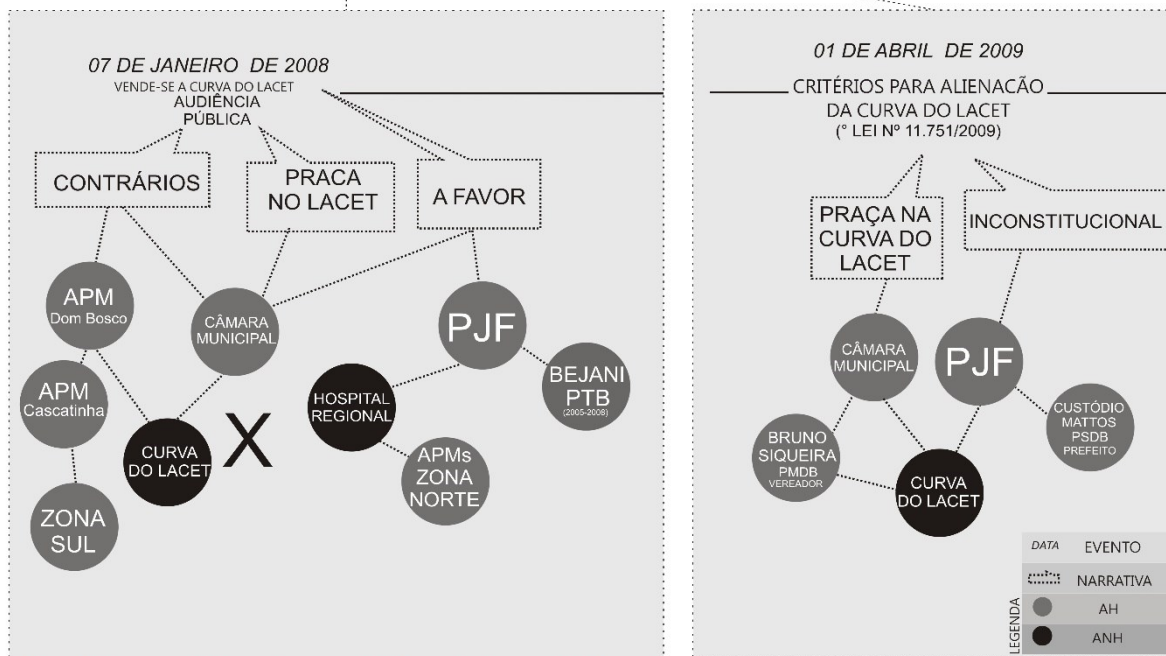 07 DE JANEIRO DE 2008
VENDE-SE A CURVA DO LACET
AUDIÊNCIA
PÚBLICA
CONTRÁRIOS
PRACA
NO LACET
A FAVOR
APM
Dom Bosco
CÂMARA
MUNICIPAL
PJF
APM
Cascatinha
HOSPITAL
REGIONAL
BEJANI
PTB
(2005-2008)
CURVA
DO LACET
X
APMs
ZONA
NORTE
ZONA
SUL
01 DE ABRIL DE 2009
CRITÉRIOS PARA ALIENACÃO
DA CURVA DO LACET
(° LEI Nº 11.751/2009)
PRAÇA NA
CURVA DO
LACET
INCONSTITUCIONAL
CÂMARA
MUNICIPAL
PJF
BRUNO
SIQUEIRA
PMDB
VEREADOR
CUSTÓDIO
MATTOS
PSDB
PREFEITO
CURVA
DO LACET
LEGENDA
DATA EVENTO
NARRATIVA
AH
ANH